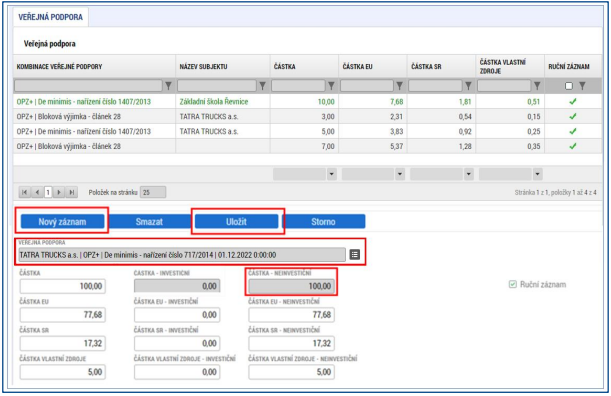 VEŘEJNÁ PODPORA
Veřejná podpora
KOMBINACE VEŘEJNÉ PODPORY NÁZEV SUBJEKTU ČÁSTKA ČÁSTKA EU ČÁSTKA SR ČÁSTKA VLASTNÍ ZDROJE RUČNÍ ZÁZNAM
OPZ+ | De minimis - nařízení číslo 1407/2013 Základní škola Řevnice 10,00 7,68 1,81 0,51
OPZ+ | Bloková výjimka - článek 28 TATRA TRUCKS a.s. 3,00 2,31 0,54 0,15
OPZ+ | De minimis - nařízení číslo 1407/2013 TATRA TRUCKS a.s. 5,00 3,83 0,92 0,25
OPZ+ | Bloková výjimka - článek 28 7,00 5,37 1,28 0,35
1 Položek na stránku 25 Stránka 1 z 1, položky 1 až 4 z 4
Nový záznam Smazat Uložit Storno
VEŘEJNÁ PODPORA
TATRA TRUCKS a.s. | OPZ+ | De minimis - nařízení číslo 717/2014 | 01.12.2022 0:00:00
ČÁSTKA ČÁSTKA - INVESTIČNÍ ČÁSTKA - NEINVESTIČNÍ
100,00 0,00 100,00 Ruční záznam
ČÁSTKA EU ČÁSTKA EU - INVESTIČNÍ ČÁSTKA EU - NEINVESTIČNÍ
77,68 0,00 77,68
ČÁSTKA SR ČÁSTKA SR - INVESTIČNÍ ČÁSTKA SR - NEINVESTIČNÍ
17,32 0,00 17,32
ČÁSTKA VLASTNÍ ZDROJE ČÁSTKA VLASTNÍ ZDROJE - INVESTIČNÍ ČÁSTKA VLASTNÍ ZDROJE - NEINVESTIČNÍ
5,00 0,00 5,00